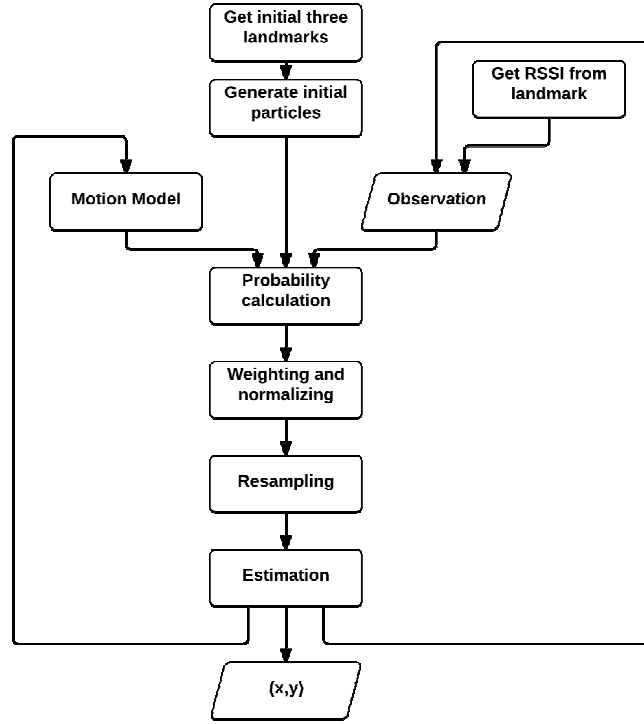 Get initial three
landmarks
Get RSSI from
landmark
Generate initial
particles
Motion Model
Observation
Probability
calculation
Weighting and
normalizing
Resampling
Estimation
(x,y)